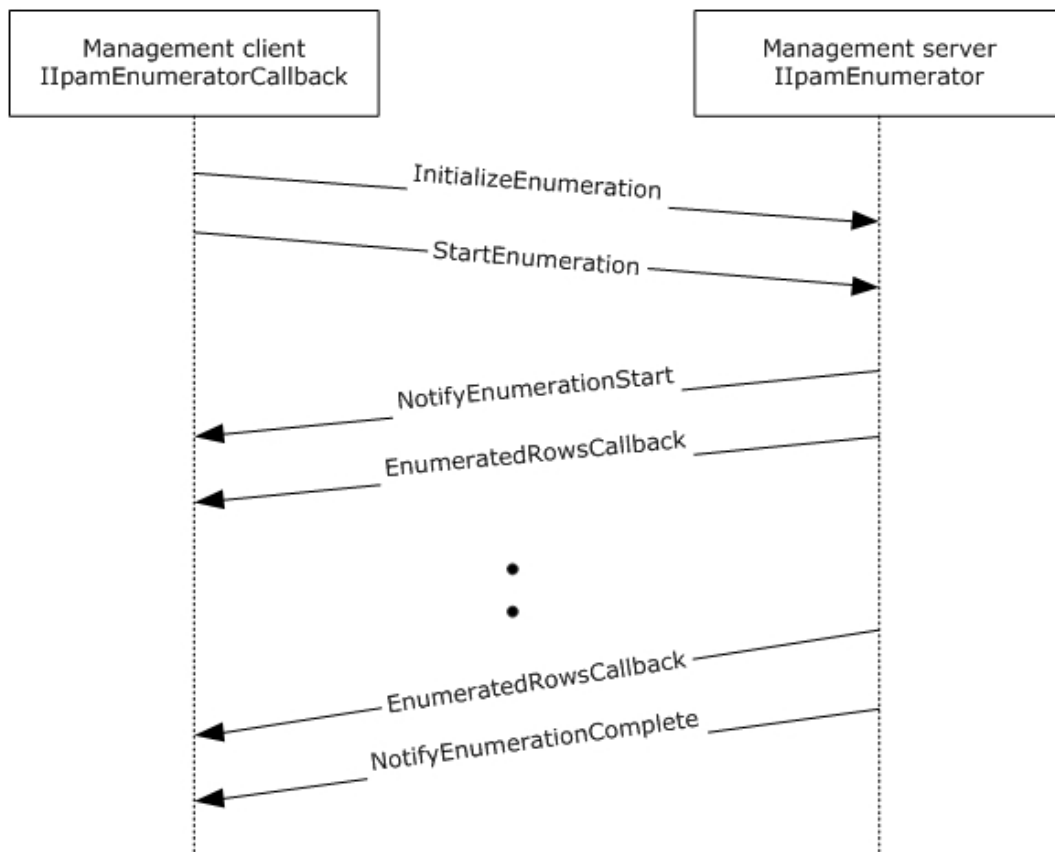 Management client
IIpamEnumeratorCallback
Management server
IIpamEnumerator
InitializeEnumeration
StartEnumeration
NotifyEnumerationStart
EnumeratedRowsCallback
EnumeratedRowsCallback
NotifyEnumerationComplete